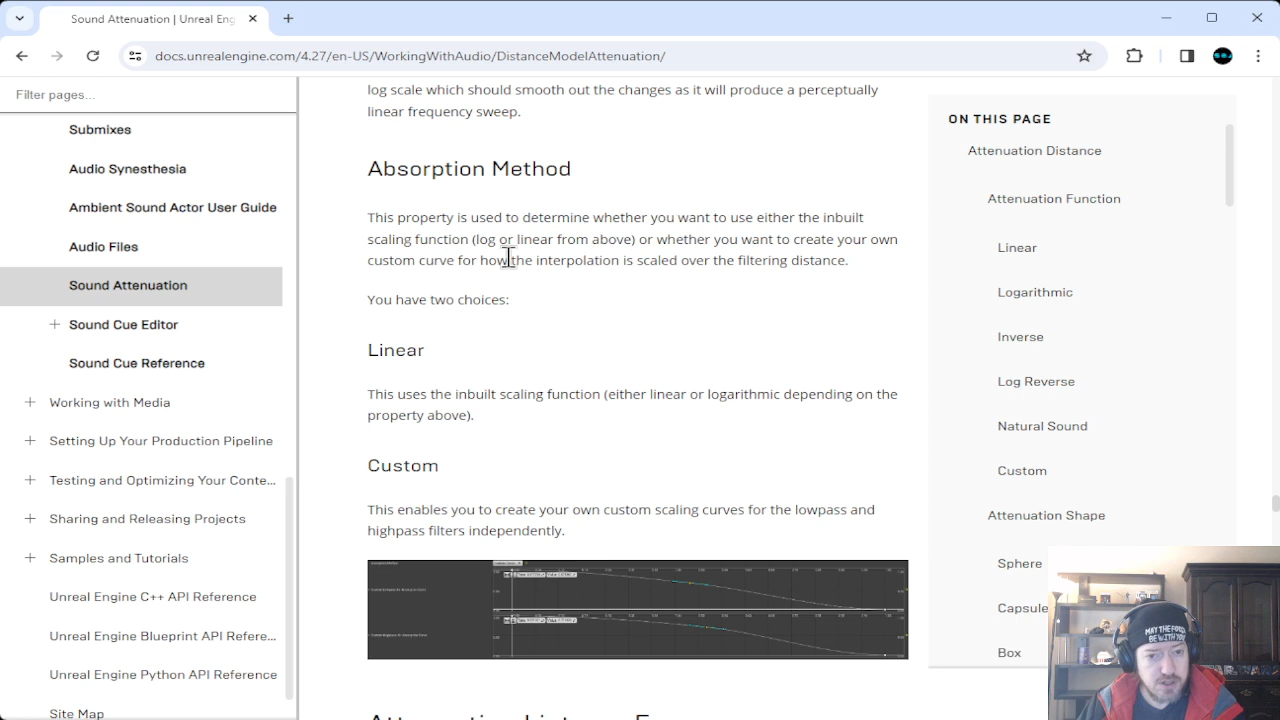 Sound Attenuation | Unreal Eng
docs.unrealengine.com/4.27/en-US/WorkingWithAudio/DistanceModelAttenuation/
Filter pages...
Submixes
Audio Synesthesia
Ambient Sound Actor User Guide
Audio Files
Sound Attenuation
Sound Cue Editor
Sound Cue Reference
Working with Media
Setting Up Your Production Pipeline
Testing and Optimizing Your Conte...
Sharing and Releasing Projects
Samples and Tutorials
Unreal Engine C++ API Reference
Unreal Engine Blueprint API Refere...
Unreal Engine Python API Reference
Site Map
log scale which should smooth out the changes as it will produce a perceptually
linear frequency sweep.
Absorption Method
This property is used to determine whether you want to use either the inbuilt
scaling function (log or linear from above) or whether you want to create your own
custom curve for how the interpolation is scaled over the filtering distance.
You have two choices:
Linear
This uses the inbuilt scaling function (either linear or logarithmic depending on the
property above).
Custom
This enables you to create your own custom scaling curves for the lowpass and
highpass filters independently.
ON THIS PAGE
Attenuation Distance
Attenuation Function
Linear
Logarithmic
Inverse
Log Reverse
Natural Sound
Custom
Attenuation Shape
Sphere
Capsule
Box
MAY THE FORCE
BE WITH YOU